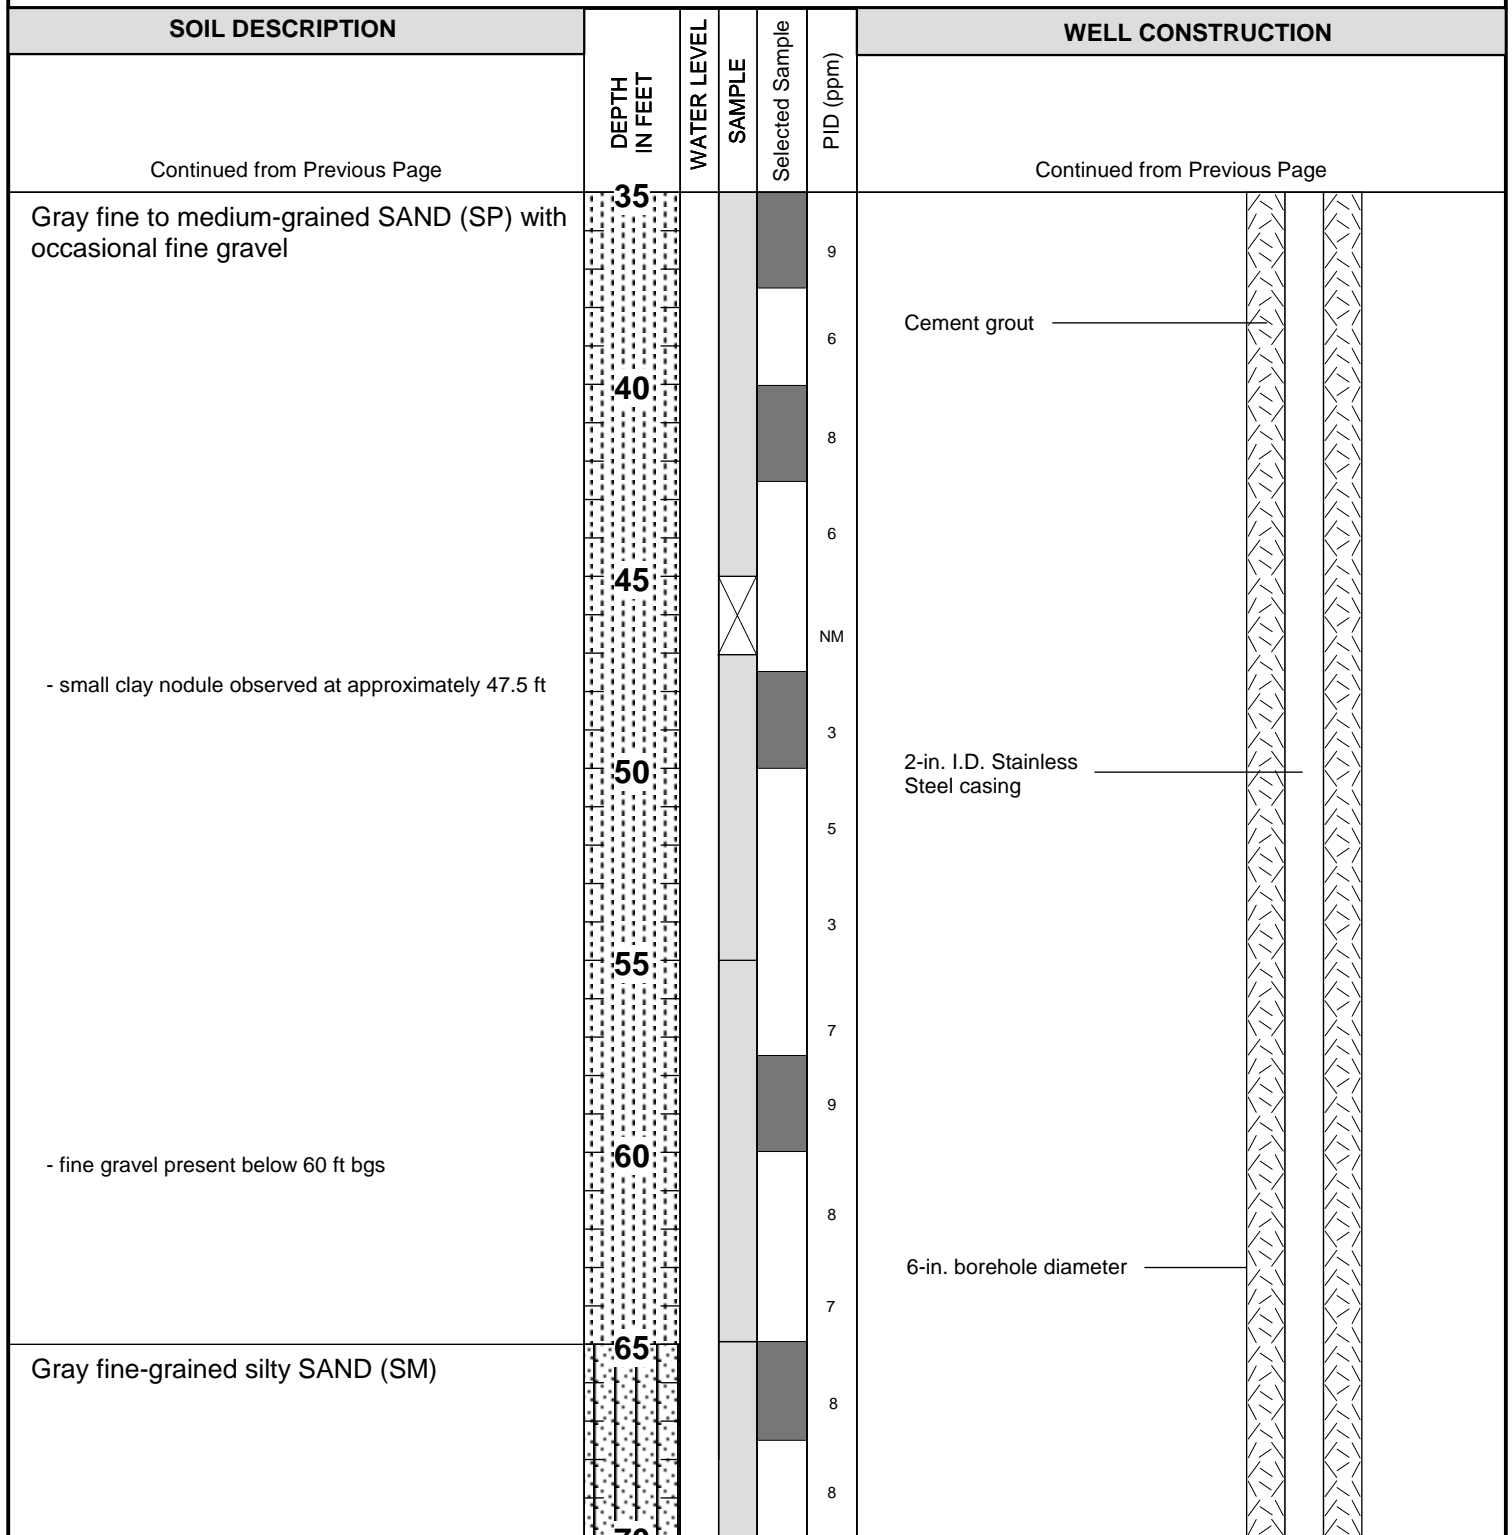 SOIL DESCRIPTION
DEPTH
IN FEET
WATER LEVEL
SAMPLE
Selected Sample
PID (ppm)
WELL CONSTRUCTION
Continued from Previous Page
Continued from Previous Page
35
Gray fine to medium-grained SAND (SP) with
occasional fine gravel
9
Cement grout
6
40
8
6
45
NM
- small clay nodule observed at approximately 47.5 ft
3
2-in. I.D. Stainless
Steel casing
50
5
3
55
7
9
60
- fine gravel present below 60 ft bgs
8
6-in. borehole diameter
7
65
Gray fine-grained silty SAND (SM)
8
8